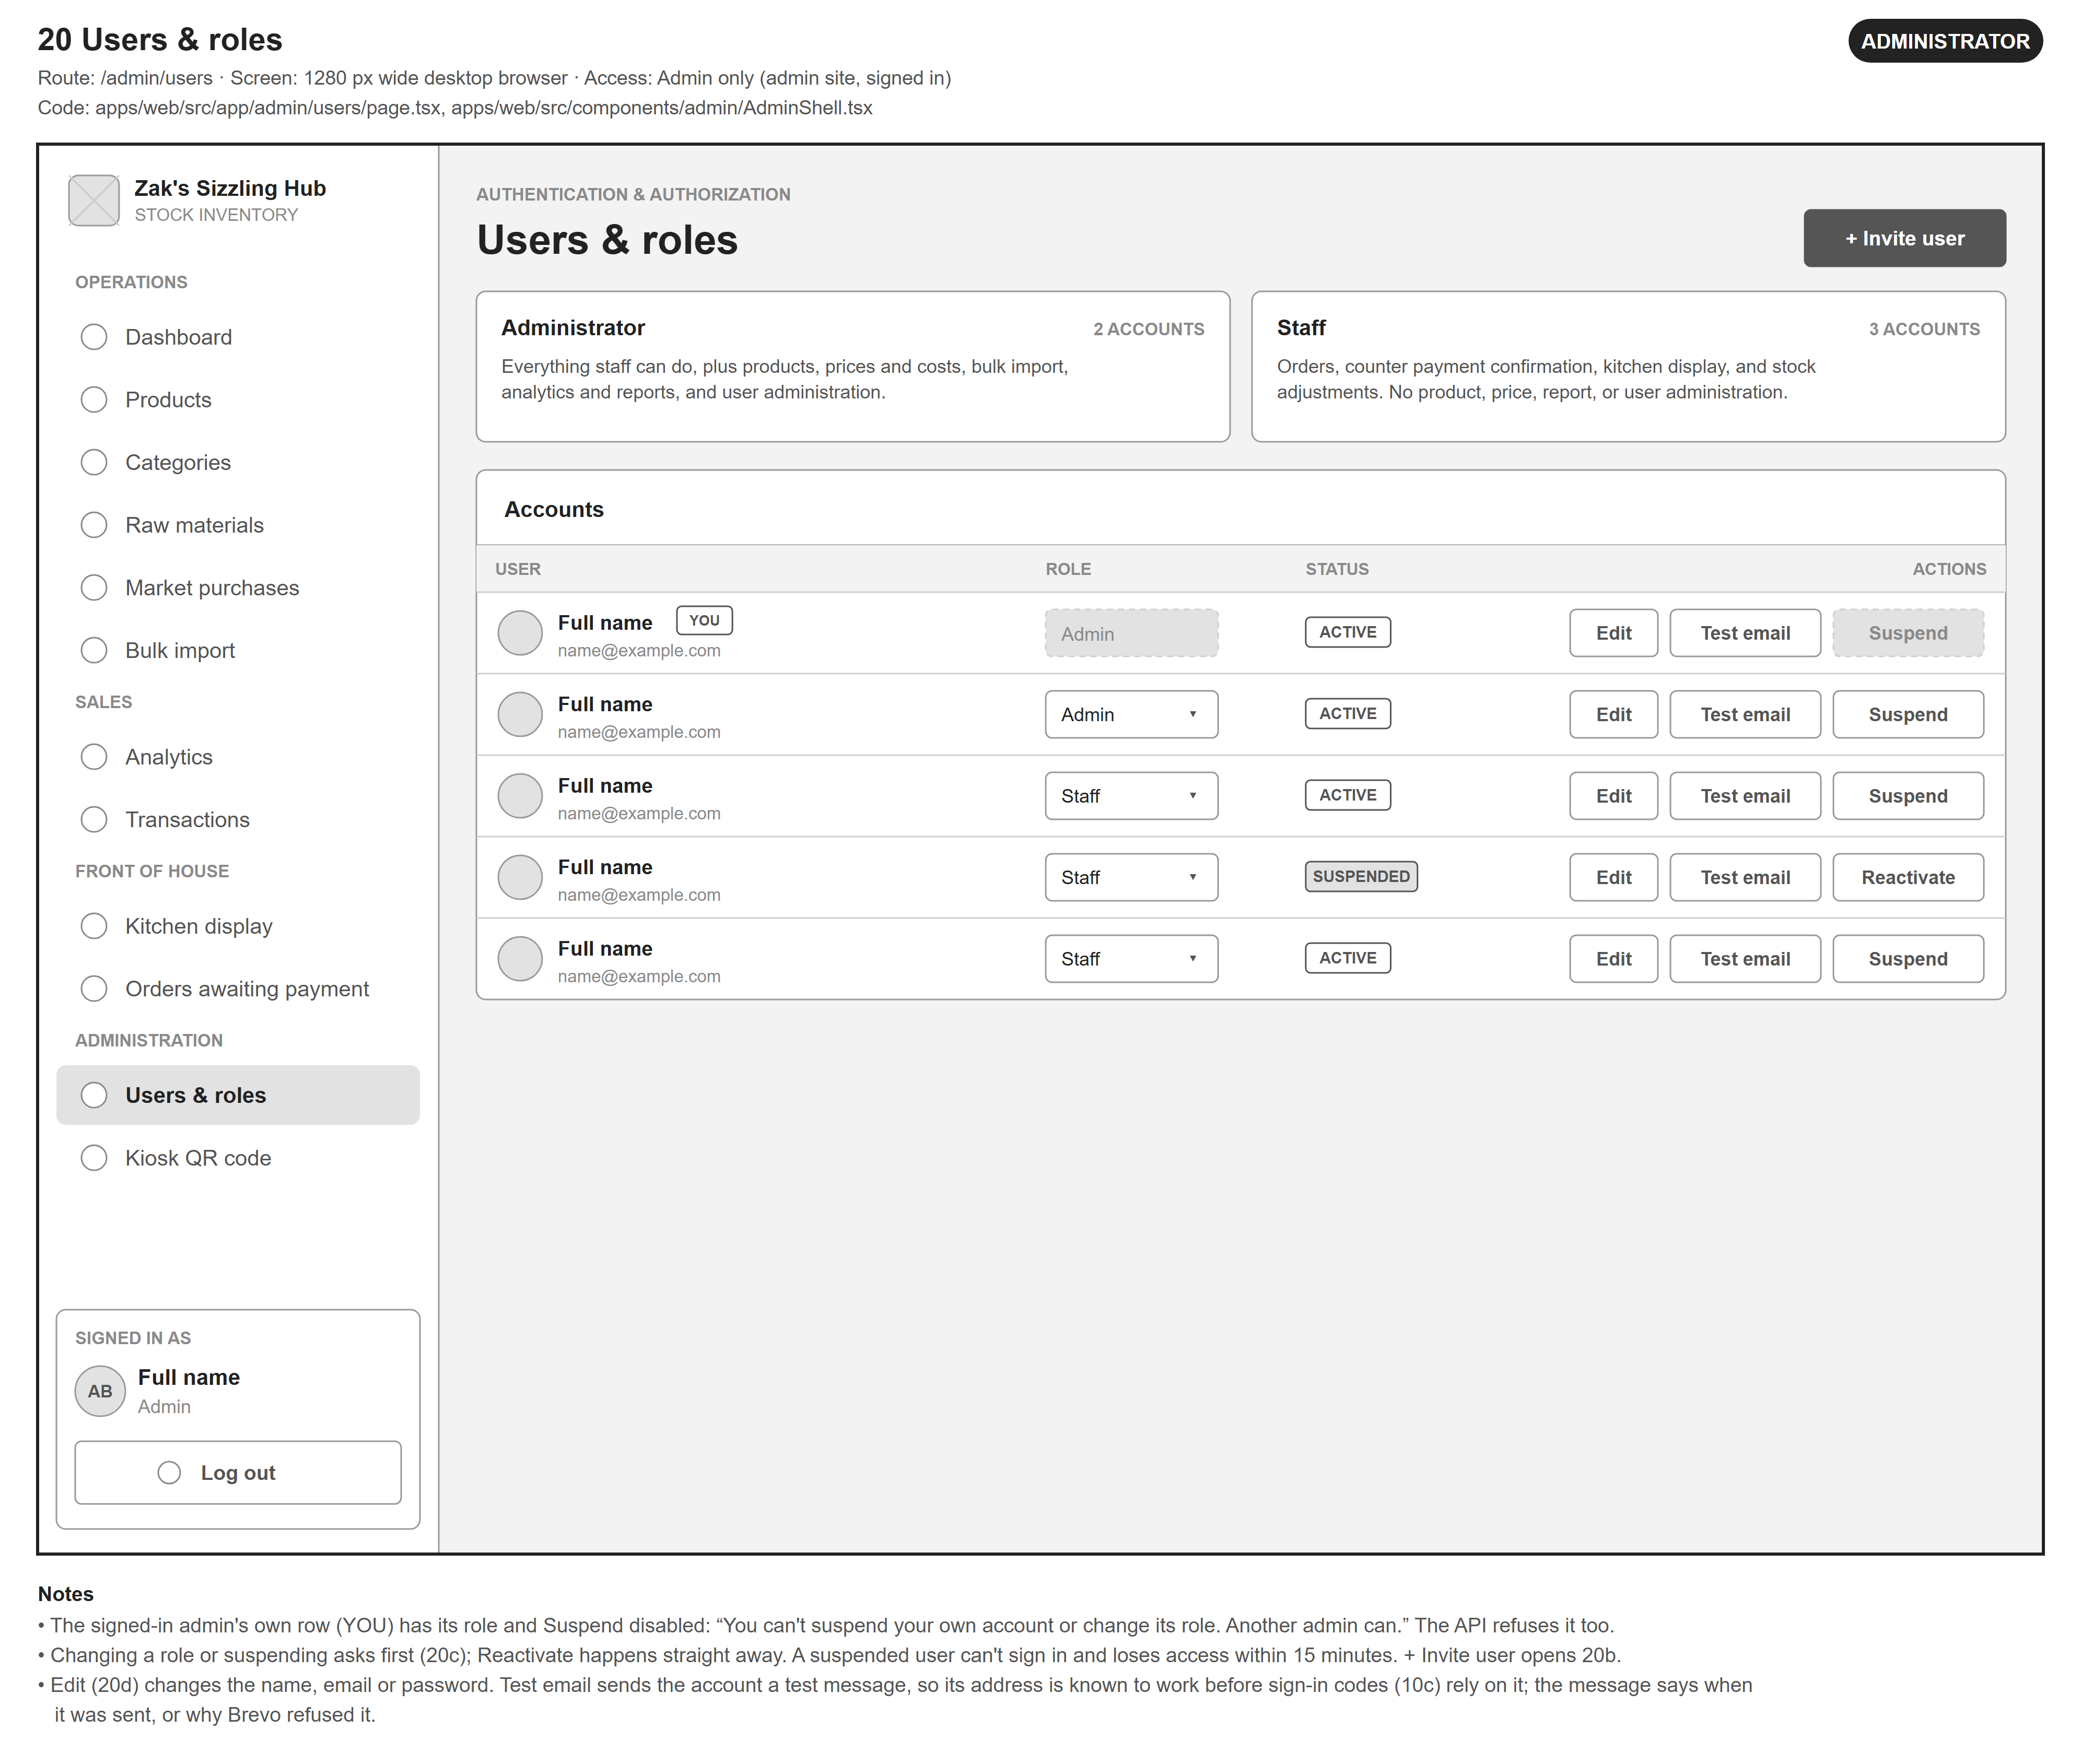 20 Users & roles
ADMINISTRATOR
Route: /admin/users · Screen: 1280 px wide desktop browser · Access: Admin only (admin site, signed in)
Code: apps/web/src/app/admin/users/page.tsx, apps/web/src/components/admin/AdminShell.tsx
Zak's Sizzling Hub
STOCK INVENTORY
OPERATIONS
Dashboard
Products
Categories
Raw materials
Market purchases
Bulk import
SALES
Analytics
Transactions
FRONT OF HOUSE
Kitchen display
Orders awaiting payment
ADMINISTRATION
Users & roles
Kiosk QR code
SIGNED IN AS
AB
Full name
Admin
Log out
AUTHENTICATION & AUTHORIZATION
Users & roles
+ Invite user
Administrator
2 ACCOUNTS
Everything staff can do, plus products, prices and costs, bulk import,
analytics and reports, and user administration.
Staff
3 ACCOUNTS
Orders, counter payment confirmation, kitchen display, and stock
adjustments. No product, price, report, or user administration.
Accounts
USER ROLE STATUS ACTIONS
Full name YOU
name@example.com
Admin ACTIVE Edit Test email Suspend
Full name
name@example.com
Admin ▼ ACTIVE Edit Test email Suspend
Full name
name@example.com
Staff ▼ ACTIVE Edit Test email Suspend
Full name
name@example.com
Staff ▼ SUSPENDED Edit Test email Reactivate
Full name
name@example.com
Staff ▼ ACTIVE Edit Test email Suspend
Notes
• The signed-in admin's own row (YOU) has its role and Suspend disabled: “You can't suspend your own account or change its role. Another admin can.” The API refuses it too.
• Changing a role or suspending asks first (20c); Reactivate happens straight away. A suspended user can't sign in and loses access within 15 minutes. + Invite user opens 20b.
• Edit (20d) changes the name, email or password. Test email sends the account a test message, so its address is known to work before sign-in codes (10c) rely on it; the message says when
it was sent, or why Brevo refused it.